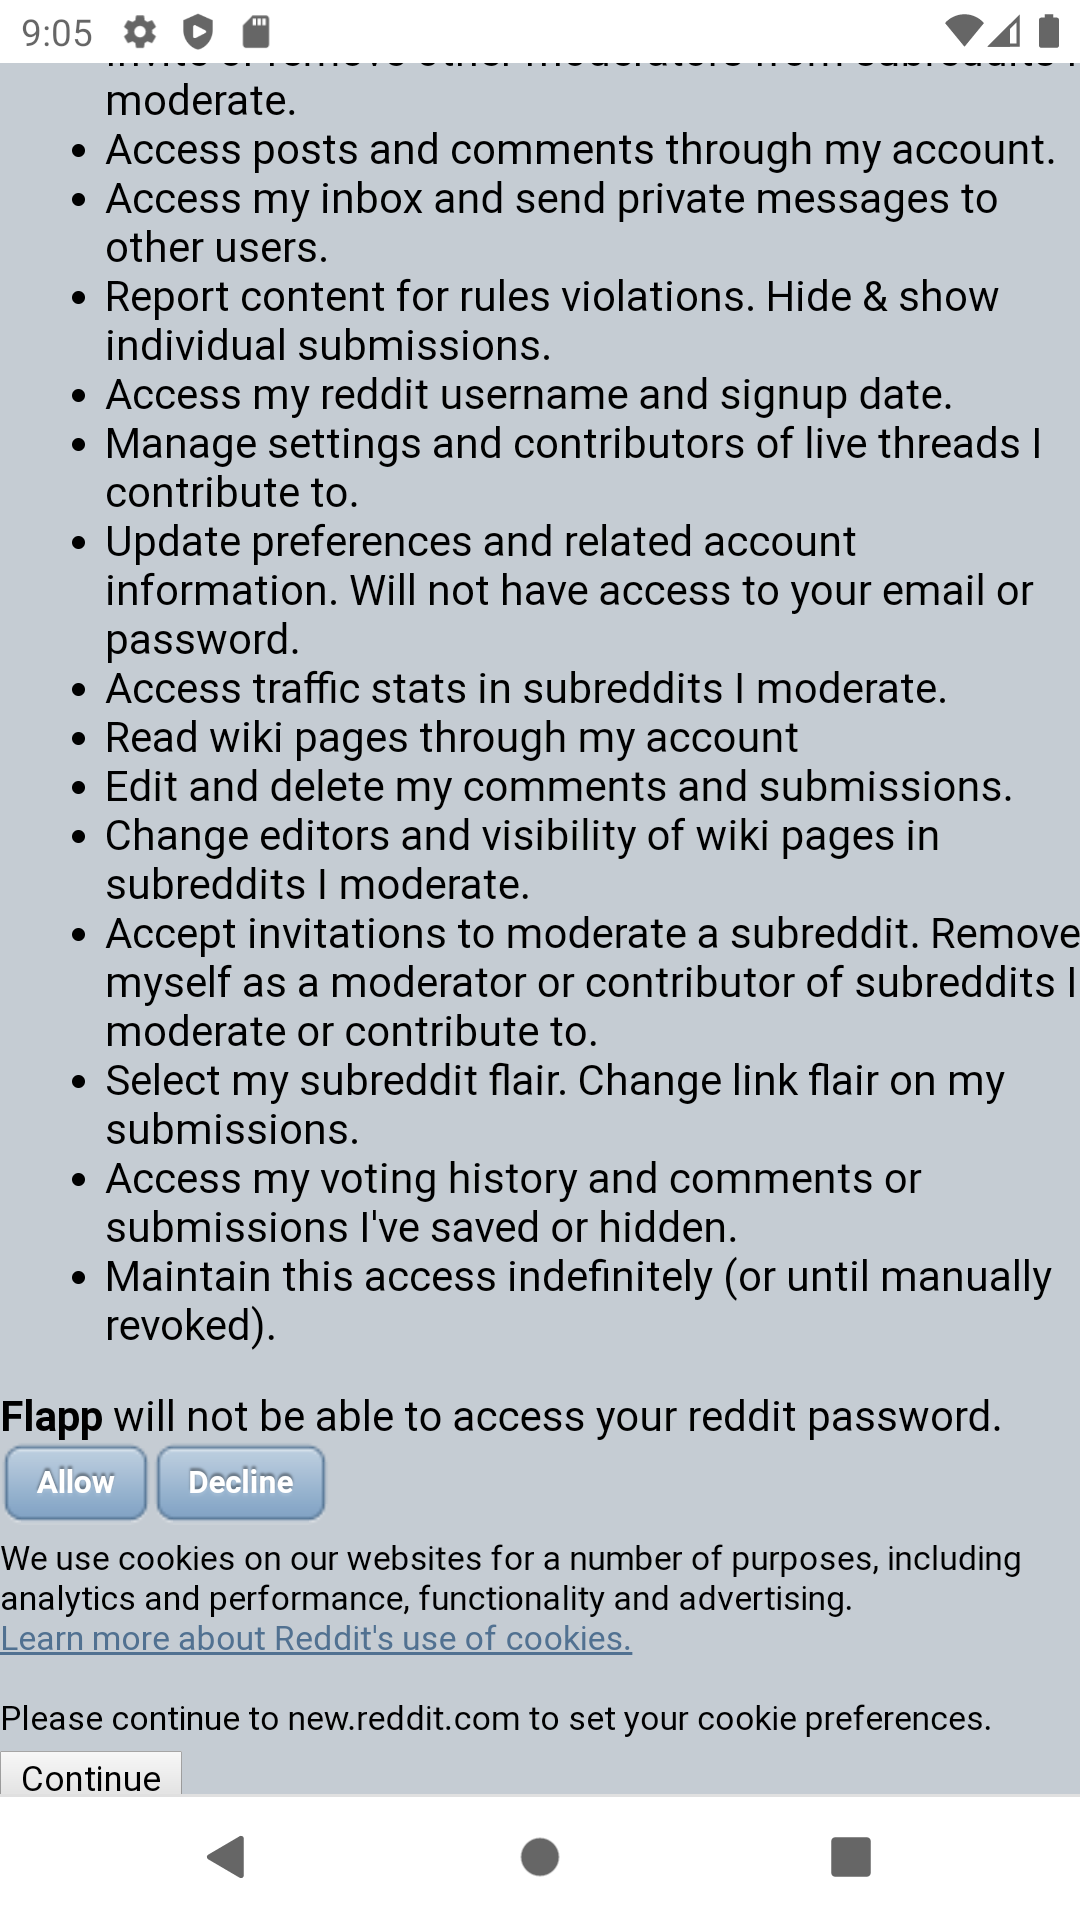 9:05
moderate.
Access posts and comments through my account.
Access my inbox and send private messages to
other users.
Report content for rules violations. Hide & show
individual submissions.
Access my reddit username and signup date.
Manage settings and contributors of live threads I
contribute to.
Update preferences and related account
information. Will not have access to your email or
password.
Access traffic stats in subreddits I moderate.
Read wiki pages through my account
Edit and delete my comments and submissions.
Change editors and visibility of wiki pages in
subreddits I moderate.
Accept invitations to moderate a subreddit. Remove
myself as a moderator or contributor of subreddits I
moderate or contribute to.
Select my subreddit flair. Change link flair on my
submissions.
Access my voting history and comments or
submissions I've saved or hidden.
Maintain this access indefinitely (or until manually
revoked).
Flapp will not be able to access your reddit password.
Allow Decline
We use cookies on our websites for a number of purposes, including
analytics and performance, functionality and advertising.
Learn more about Reddit's use of cookies.
Please continue to new.reddit.com to set your cookie preferences.
Continue